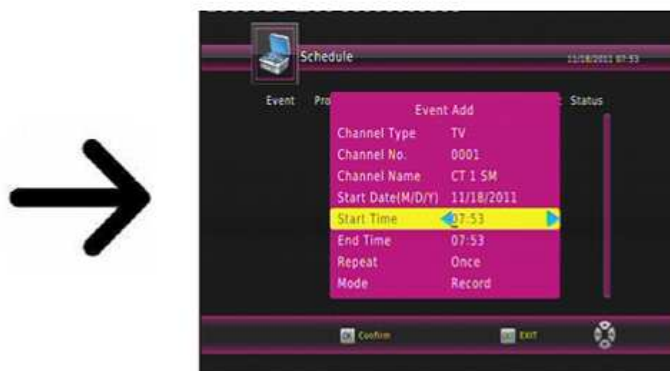 Schedule 11/18/2011 07:53
Event Pro Status
Event Add
Channel Type TV
Channel No. 0001
Channel Name CT 1 SM
Start Date(M/D/Y) 11/18/2011
Start Time 07:53
End Time 07:53
Repeat Once
Mode Record
OK Confirm EXIT